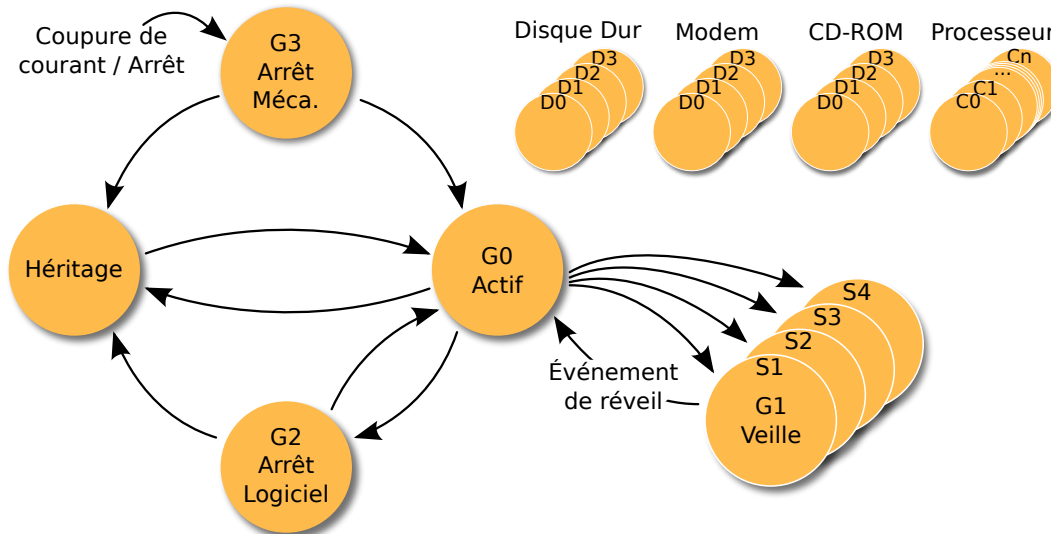 Coupure de
courant / Arrêt
G3
Arrêt
Méca.
Disque Dur
D3
D2
D1
D0
Modem
D3
D2
D1
D0
CD-ROM
D3
D2
D1
D0
Processeur
Cn
...
C1
C0
Héritage
G0
Actif
S4
S3
S2
S1
G1
Veille
Événement
de réveil
G2
Arrêt
Logiciel